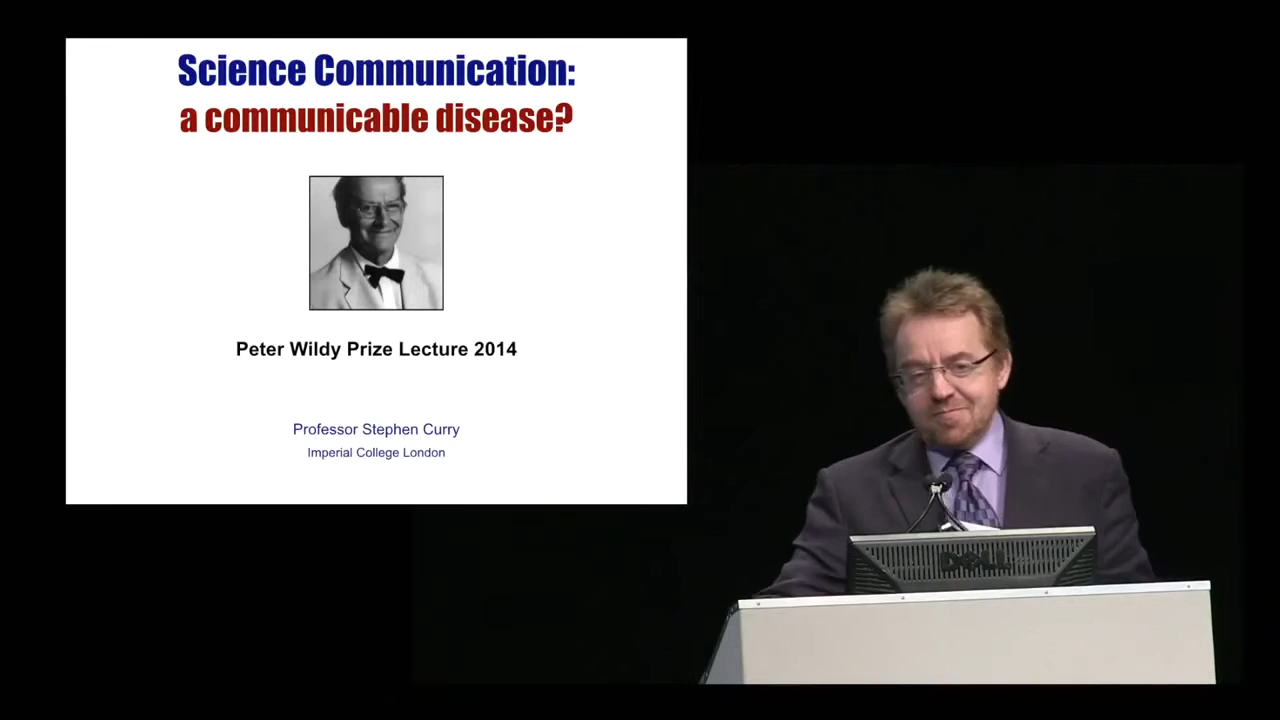 Science Communication:
a communicable disease?
Peter Wildy Prize Lecture 2014
Professor Stephen Curry
Imperial College London
DELL